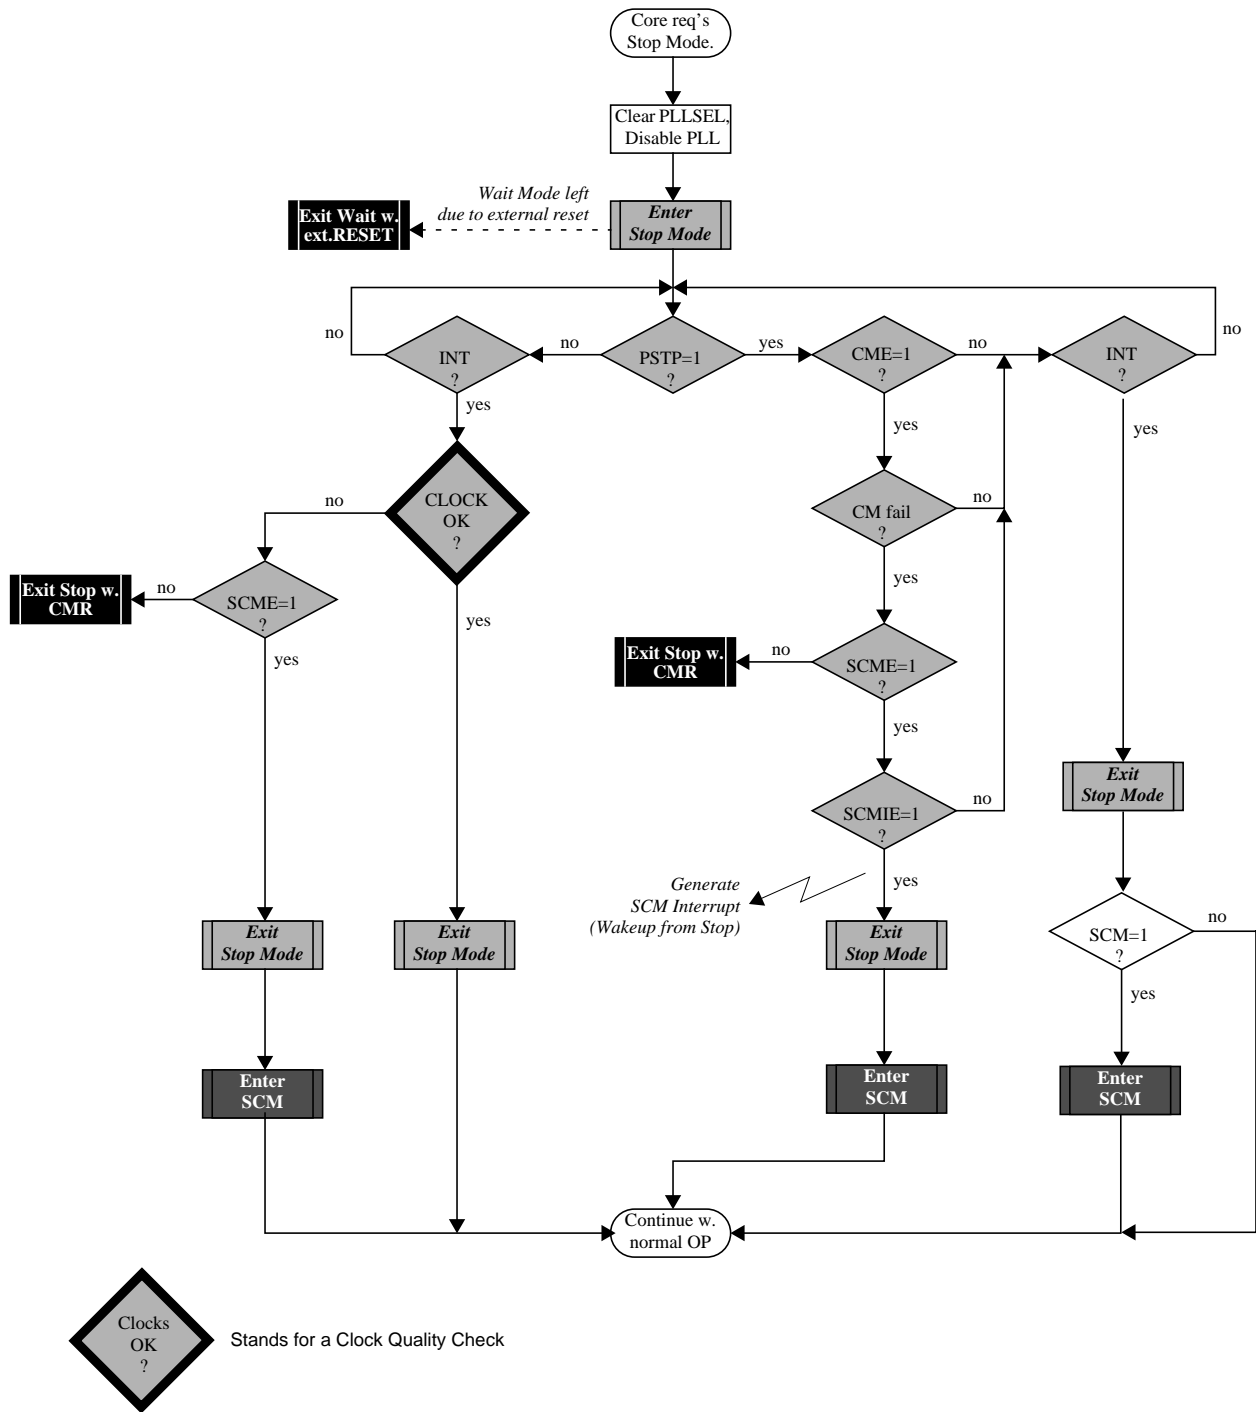 Core req's
Stop Mode.
Clear PLLSEL,
Disable PLL
Wait Mode left
due to external reset
Exit Wait w.
ext.RESET
Enter
Stop Mode
no
INT
?
no
PSTP=1
?
yes
CME=1
?
no
INT
?
no
yes
yes
yes
no
CLOCK
OK
?
CM fail
?
no
Exit Stop w.
CMR
no
SCME=1
?
yes
yes
yes
Exit Stop w.
CMR
no
SCME=1
?
yes
yes
SCMIE=1
?
no
Exit
Stop Mode
Generate
SCM Interrupt
(Wakeup from Stop)
yes
Exit
Stop Mode
Exit
Stop Mode
Exit
Stop Mode
SCM=1
?
no
yes
Enter
SCM
Enter
SCM
Enter
SCM
Continue w.
normal OP
Clocks
OK
?
Stands for a Clock Quality Check